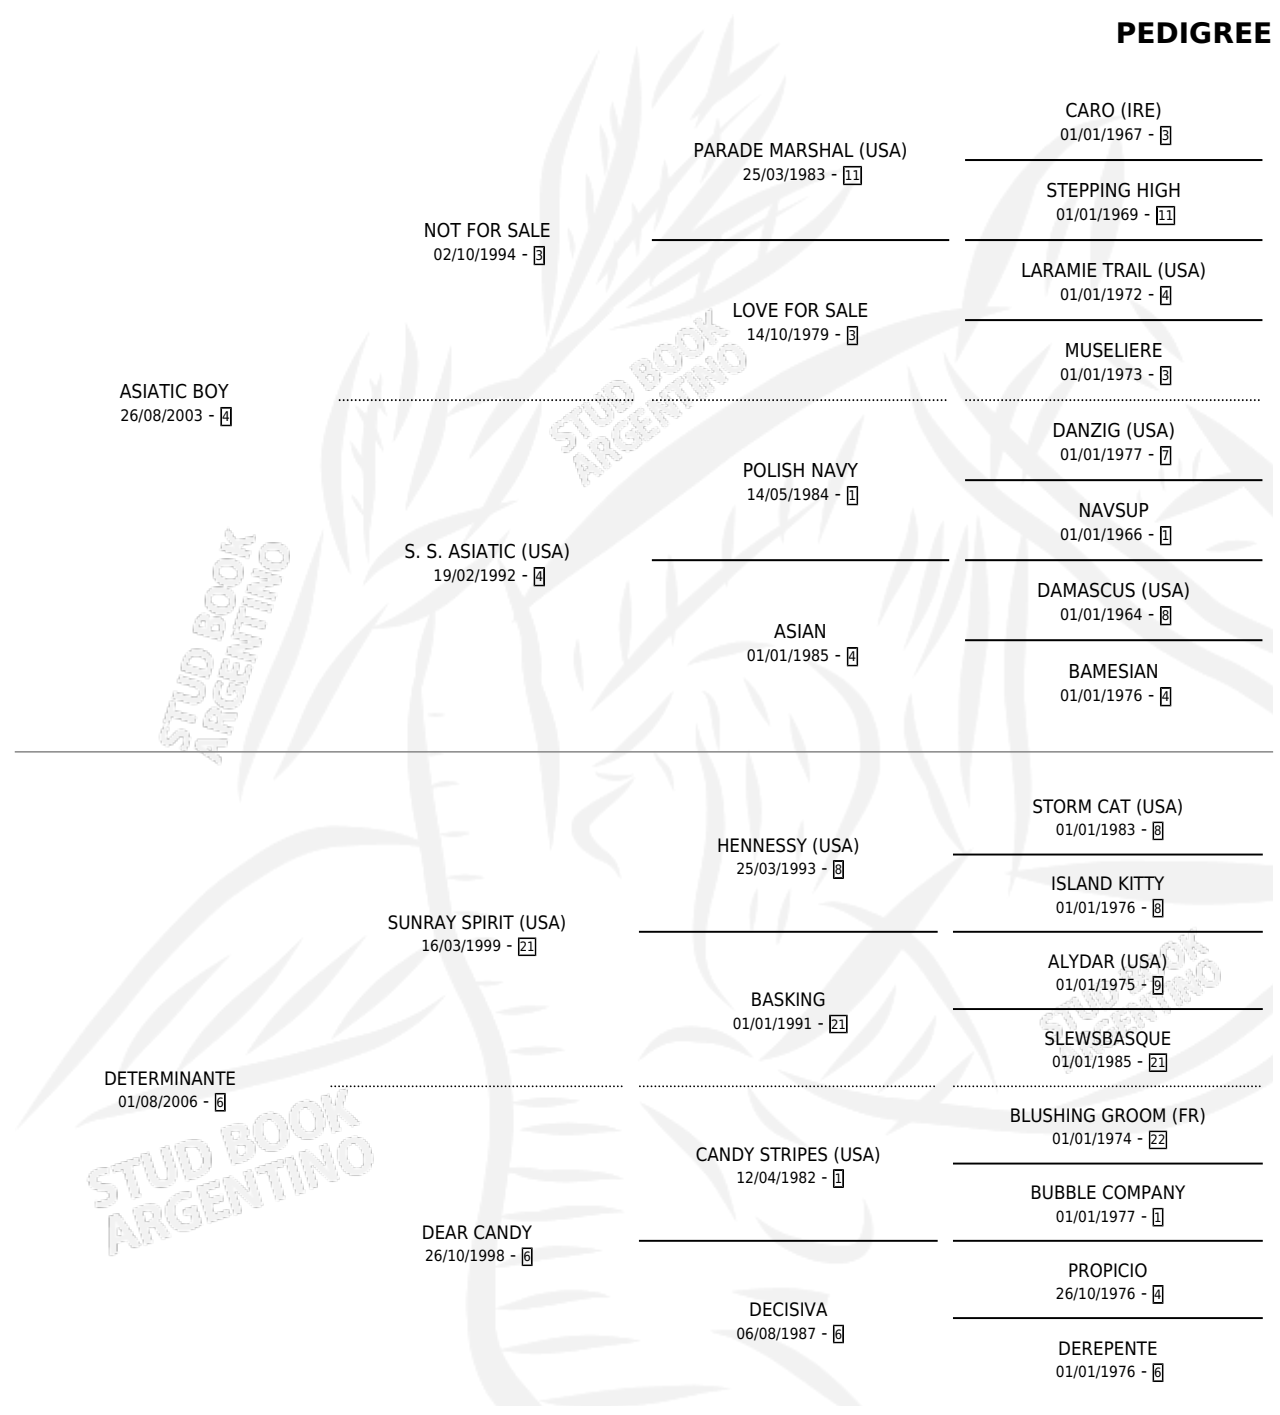 PEDIGREE
CARO (IRE)
01/01/1967 - 3
PARADE MARSHAL (USA)
25/03/1983 - 11
STEPPING HIGH
01/01/1969 - 11
NOT FOR SALE
02/10/1994 - 3
LARAMIE TRAIL (USA)
01/01/1972 - 4
LOVE FOR SALE
14/10/1979 - 3
MUSELIERE
01/01/1973 - 3
ASIATIC BOY
26/08/2003 - 4
DANZIG (USA)
01/01/1977 - 7
POLISH NAVY
14/05/1984 - 1
NAVSUP
01/01/1966 - 1
S. S. ASIATIC (USA)
19/02/1992 - 4
DAMASCUS (USA)
01/01/1964 - 8
ASIAN
01/01/1985 - 4
BAMESIAN
01/01/1976 - 4
STORM CAT (USA)
01/01/1983 - 8
HENNESSY (USA)
25/03/1993 - 8
ISLAND KITTY
01/01/1976 - 8
SUNRAY SPIRIT (USA)
16/03/1999 - 21
ALYDAR (USA)
01/01/1975 - 9
BASKING
01/01/1991 - 21
SLEWSBASQUE
01/01/1985 - 21
DETERMINANTE
01/08/2006 - 6
BLUSHING GROOM (FR)
01/01/1974 - 22
CANDY STRIPES (USA)
12/04/1982 - 1
BUBBLE COMPANY
01/01/1977 - 1
DEAR CANDY
26/10/1998 - 6
PROPICIO
26/10/1976 - 4
DECISIVA
06/08/1987 - 6
DEREPENTE
01/01/1976 - 6
STUD BOOK
ARGENTINO
STUD BOOK
ARGENTINO
STUD BOOK
ARGENTINO
STUD BOOK
ARGENTINO